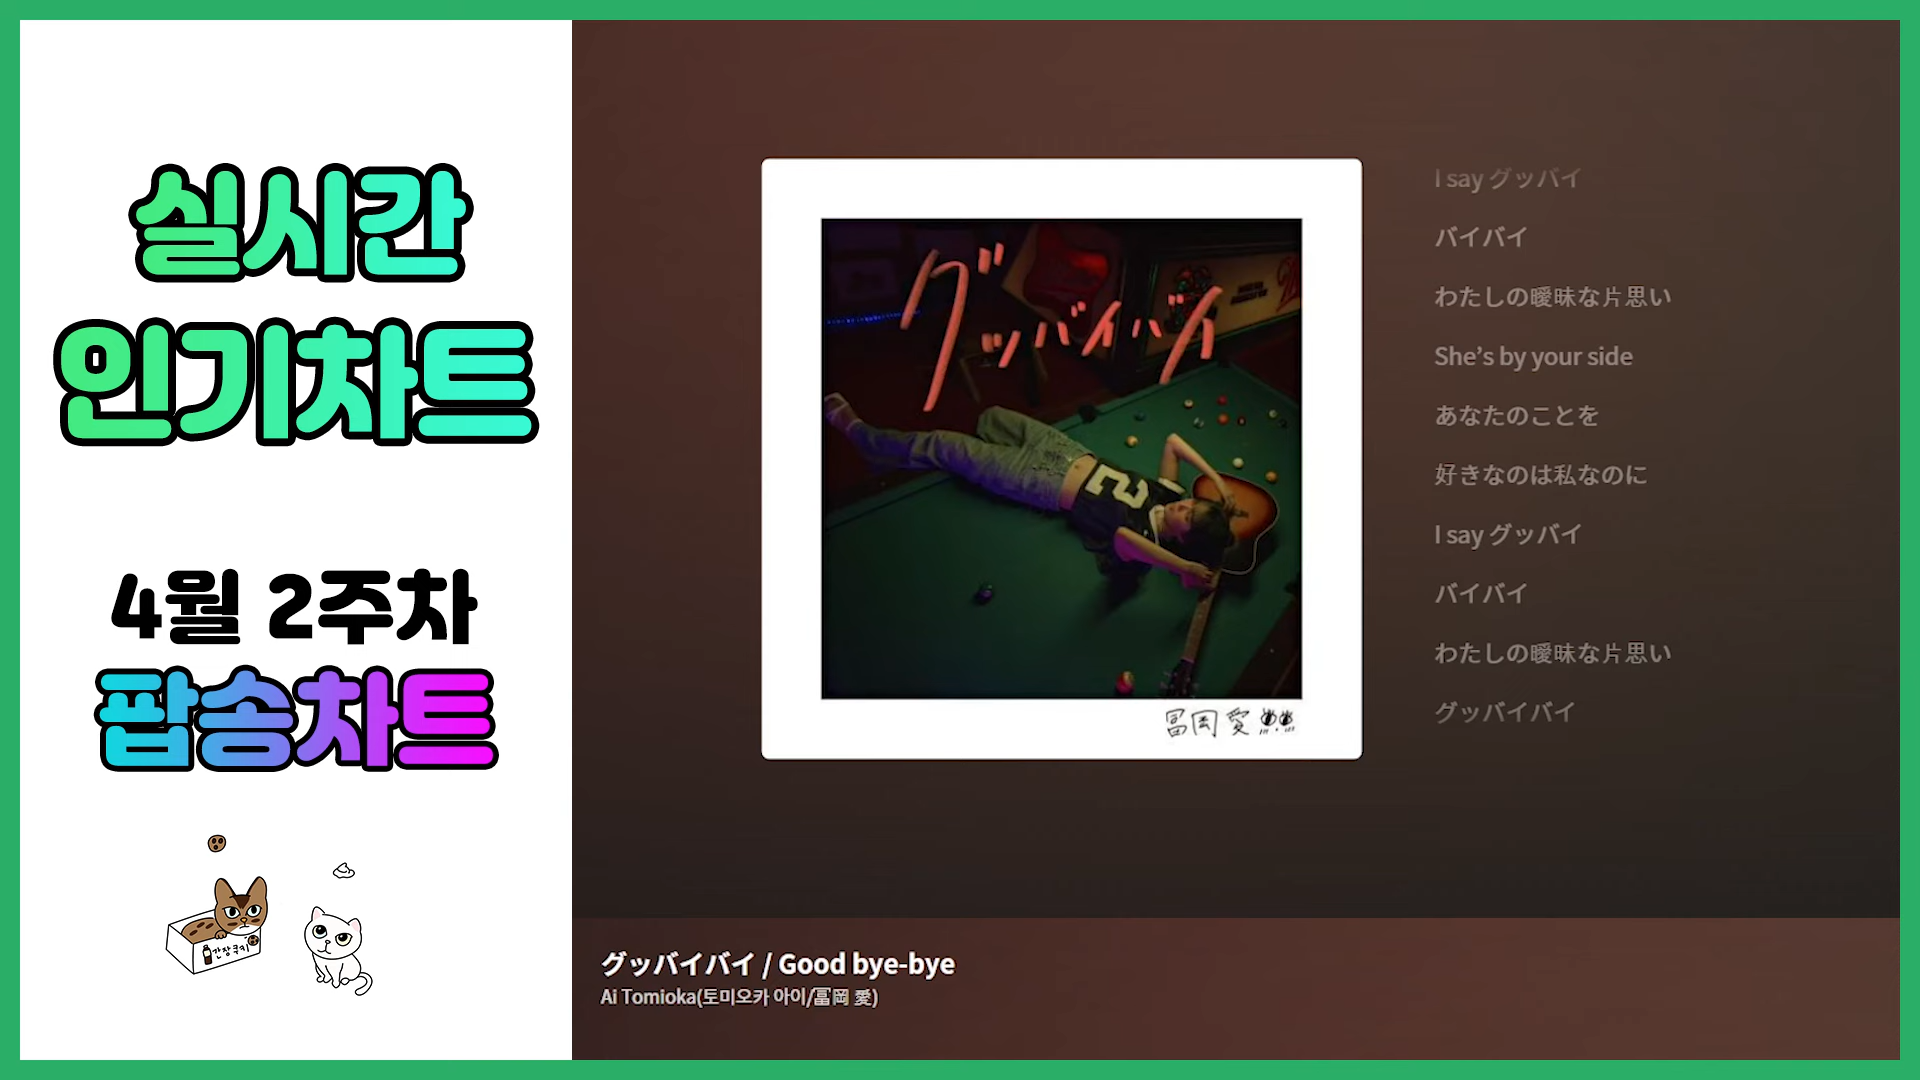 실시간
인기차트
4월 2주차
팝송차트
간장쿠키
グッバイバイ
2
冨岡 愛
I say グッバイ
バイバイ
わたしの曖昧な片思い
She's by your side
あなたのことを
好きなのは私なのに
I say グッバイ
バイバイ
わたしの曖昧な片思い
グッバイバイ
グッバイバイ / Good bye-bye
Ai Tomioka(토미오카 아이/冨岡 愛)